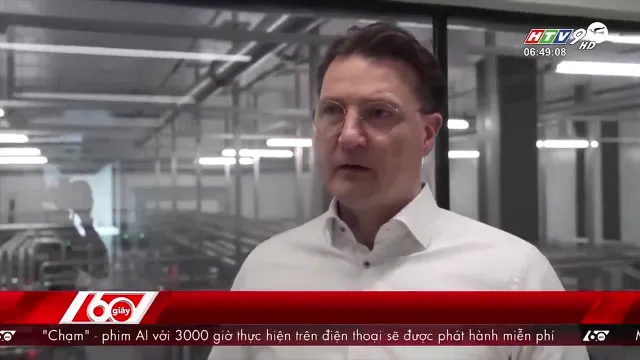 HTV9 HD
06:49:08
60 giây
"Chạm" - phim AI với 3000 giờ thực hiện trên điện thoại sẽ được phát hành miễn phí